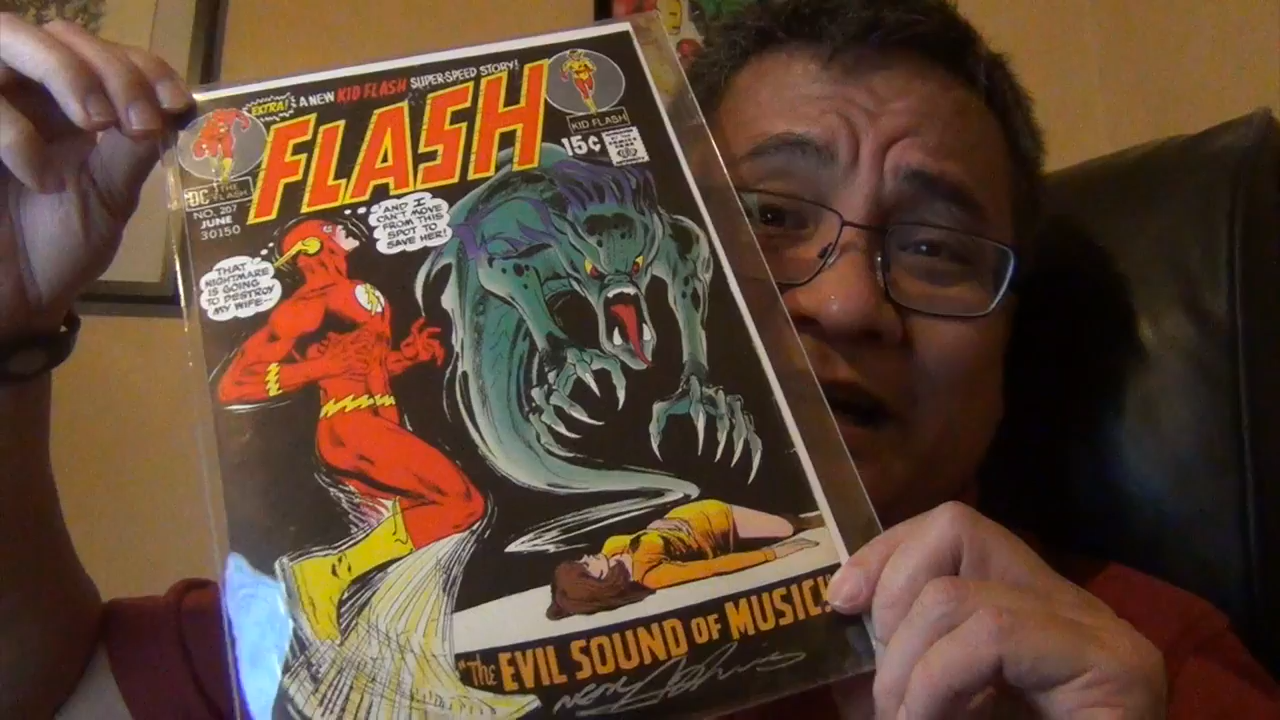 EXTRA! A NEW KID FLASH SUPER-SPEED STORY!
FLASH
KID FLASH
15¢
DC THE FLASH
NO. 207
JUNE
30150
THAT
NIGHTMARE
IS GOING
TO DESTROY
MY WIFE--
AND I
CAN'T MOVE
FROM THIS
SPOT TO
SAVE HER!
"The EVIL SOUND OF MUSIC!"
Neal Adams